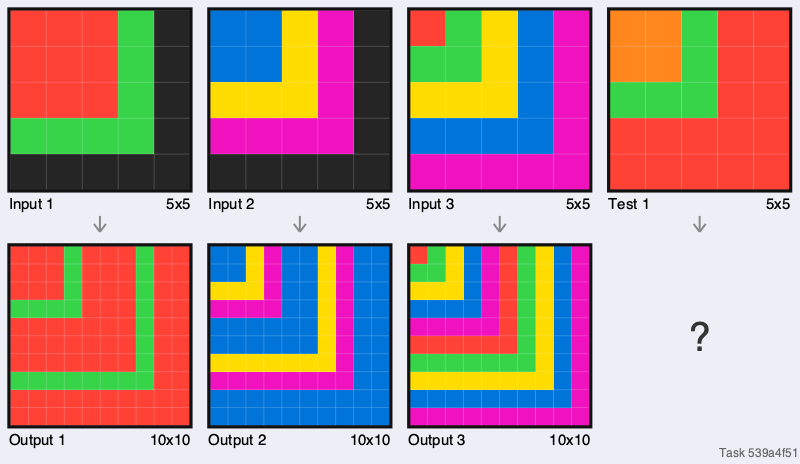 Input 1 5x5
Input 2 5x5
Input 3 5x5
Test 1 5x5
?
Output 1 10x10
Output 2 10x10
Output 3 10x10
Task 539a4f51